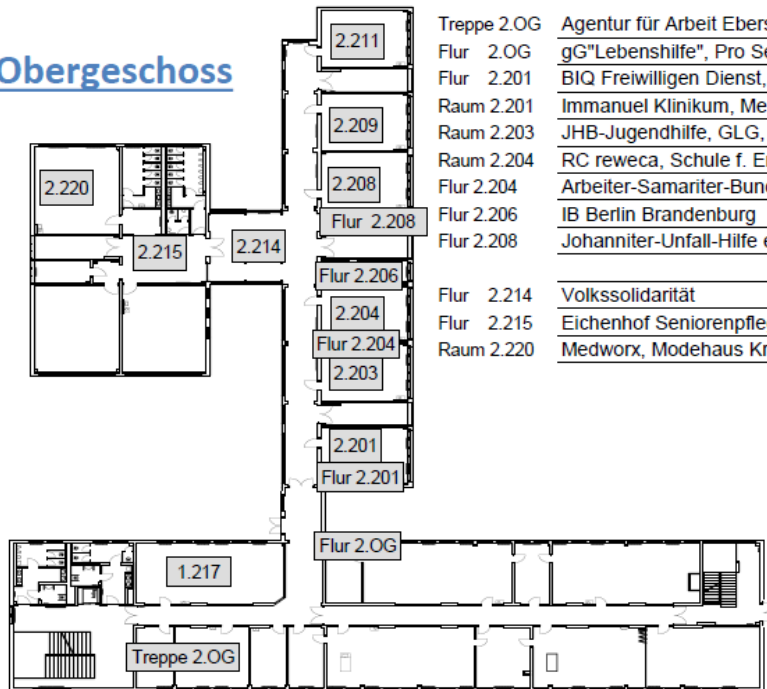 Obergeschoss
Treppe 2.OG Agentur für Arbeit
Flur 2.OG gG"Lebenshilfe", Pro
Flur 2.201 BIQ Freiwilligen Dienst,
Raum 2.201 Immanuel Klinikum,
Raum 2.203 JHB-Jugendhilfe, GLG,
Raum 2.204 RC reweca, Schule f.
Flur 2.204
Flur 2.206 IB Berlin Brandenburg
Flur 2.208 Johanniter-Unfall-Hilfe
Flur 2.214 Volkssolidarität
Flur 2.215 Eichenhof
Raum 2.220 Medworx, Modehaus
2.211
2.209
2.220
2.208
Flur 2.208
2.215
2.214
Flur 2.206
2.204
Flur 2.204
2.203
2.201
Flur 2.201
Flur 2.OG
1.217
Treppe 2.OG